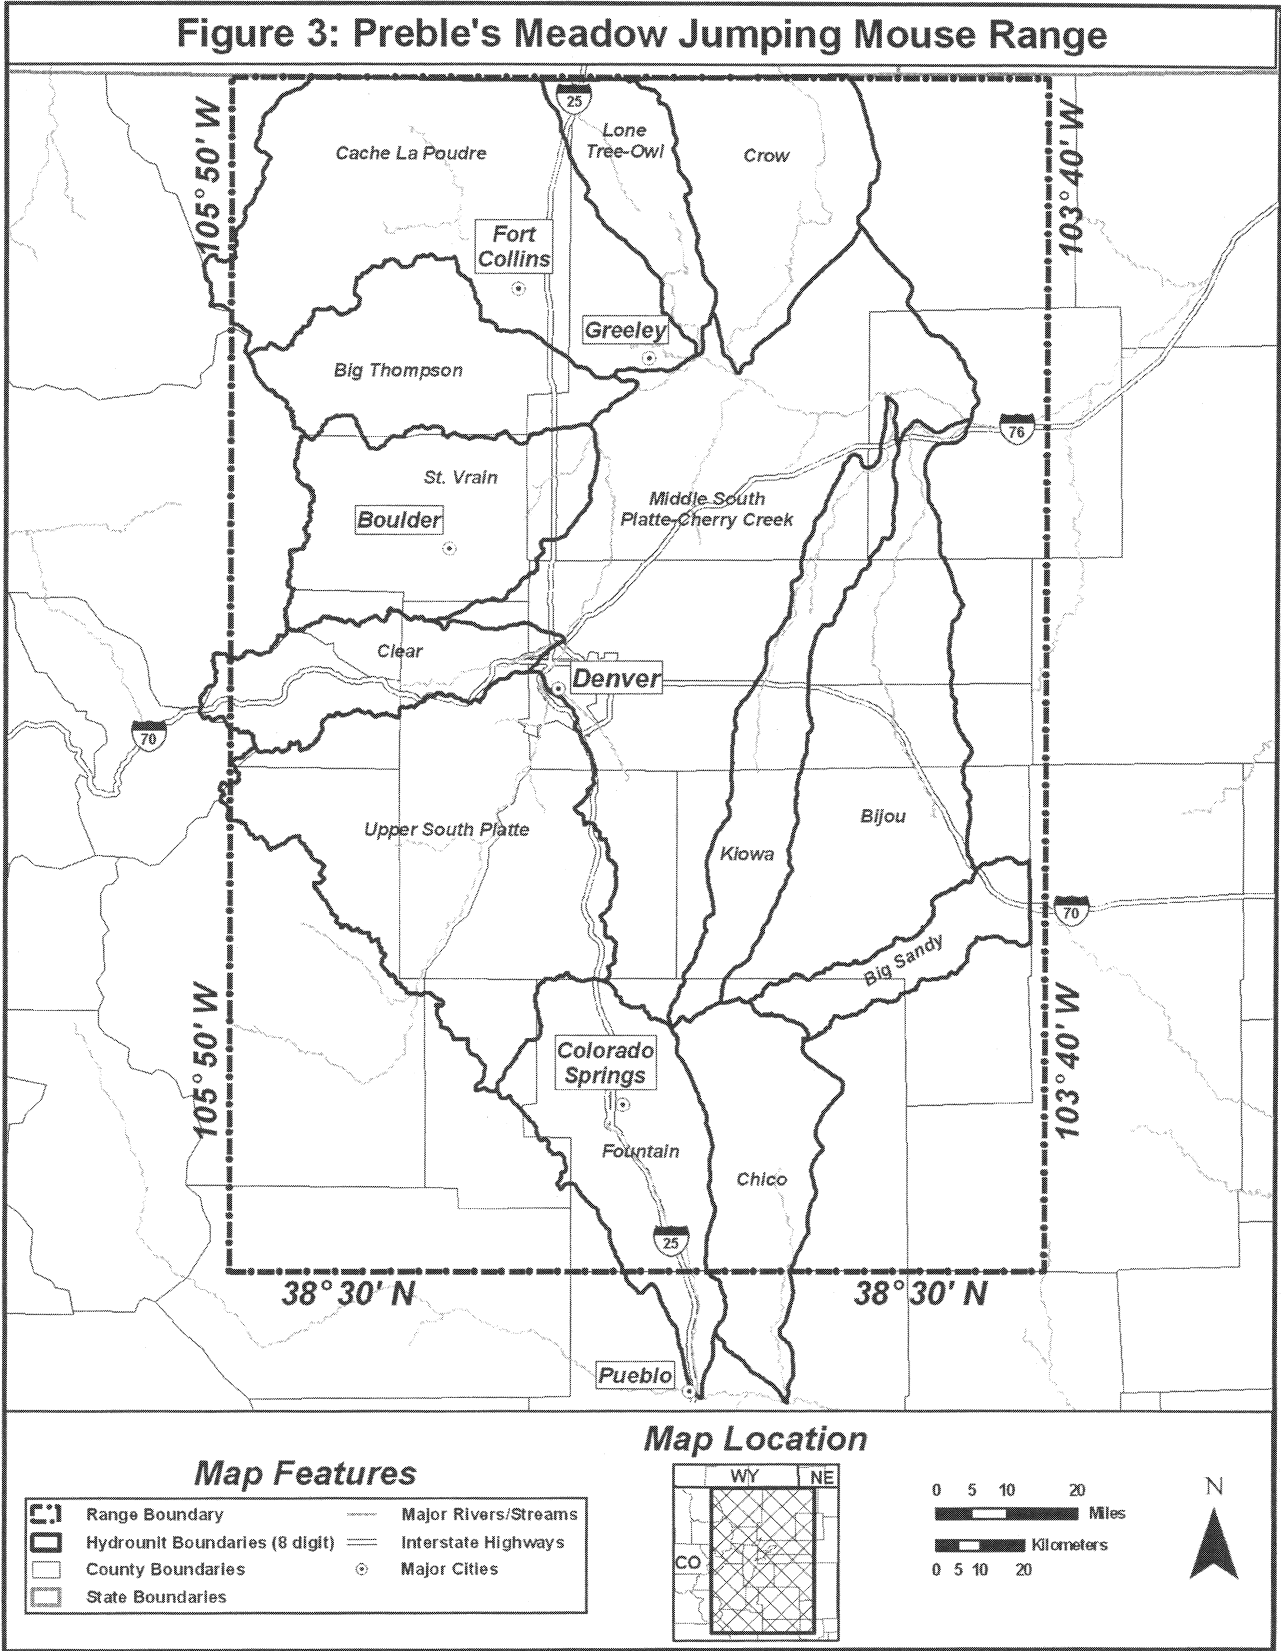 Figure 3: Preble's Meadow Jumping Mouse Range
105° 50' W
103° 40' W
25
Lone
Tree-Owl
Cache La Poudre
Crow
Fort
Collins
Greeley
Big Thompson
76
St. Vrain
Middle South
Platte-Cherry Creek
Boulder
Clear
Denver
70
Upper South Platte
Bijou
Kiowa
70
Big Sandy
105° 50' W
103° 40' W
Colorado
Springs
Fountain
Chico
25
38° 30' N
38° 30' N
Pueblo
Map Features
Range Boundary
Hydrounit Boundaries (8 digit)
County Boundaries
State Boundaries
Major Rivers/Streams
Interstate Highways
Major Cities
Map Location
WY
NE
CO
0 5 10 20
Miles
Kilometers
0 5 10 20
N